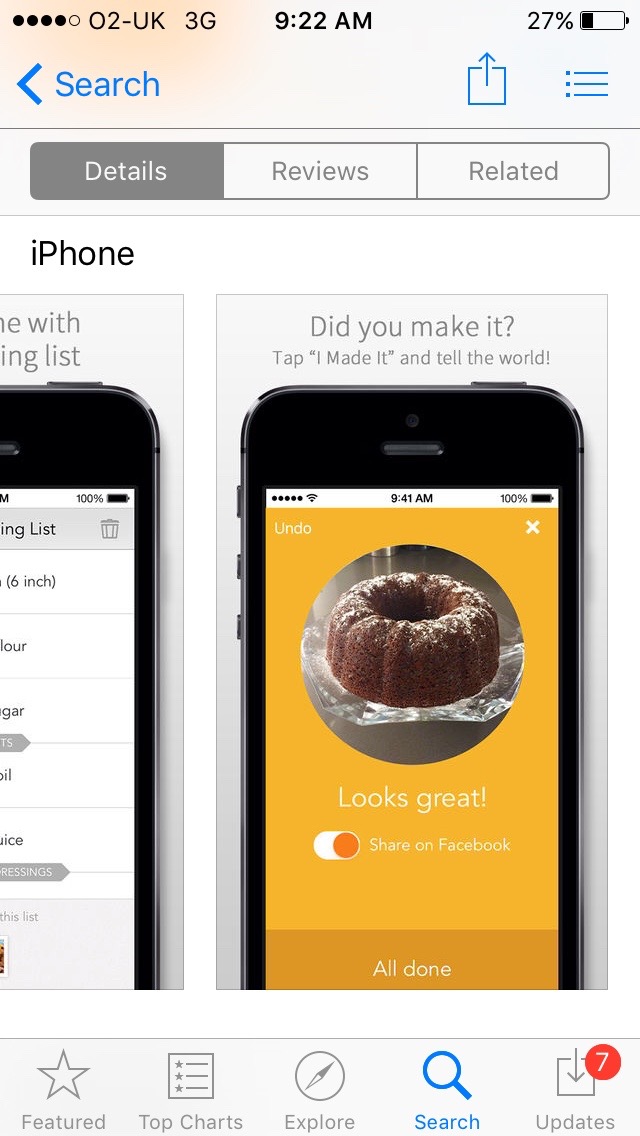 O2-UK 3G 9:22 AM 27%
Search
Details Reviews Related
iPhone
ne with
ing list
M 100%
ing List
(6 inch)
lour
gar
TS
oil
uice
RESSINGS
this list
Did you make it?
Tap “I Made It” and tell the world!
9:41 AM 100%
Undo
Looks great!
Share on Facebook
All done
7
Featured Top Charts Explore Search Updates